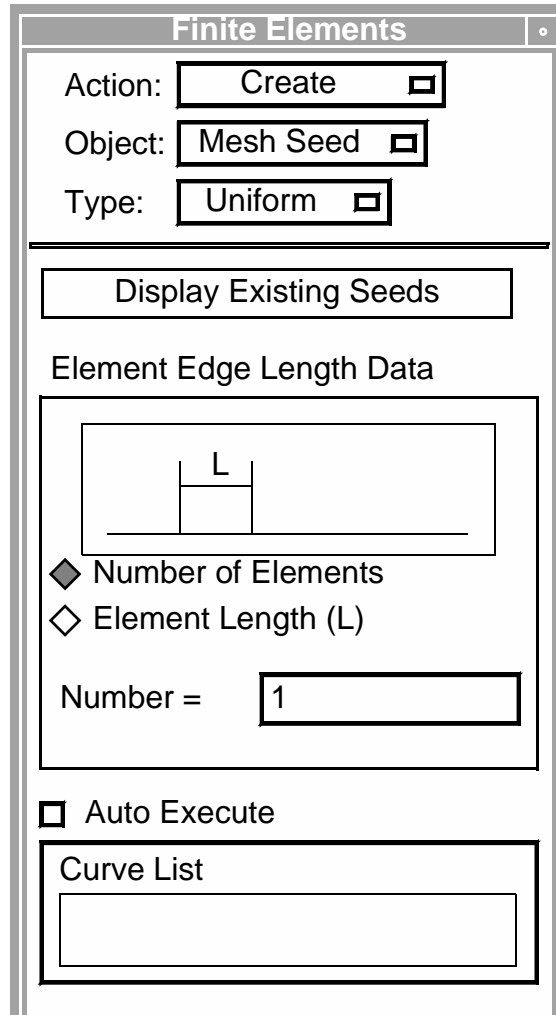 Finite Elements
Action: Create
Object: Mesh Seed
Type: Uniform
Display Existing Seeds
Element Edge Length Data
L
Number of Elements
Element Length (L)
Number = 1
Auto Execute
Curve List